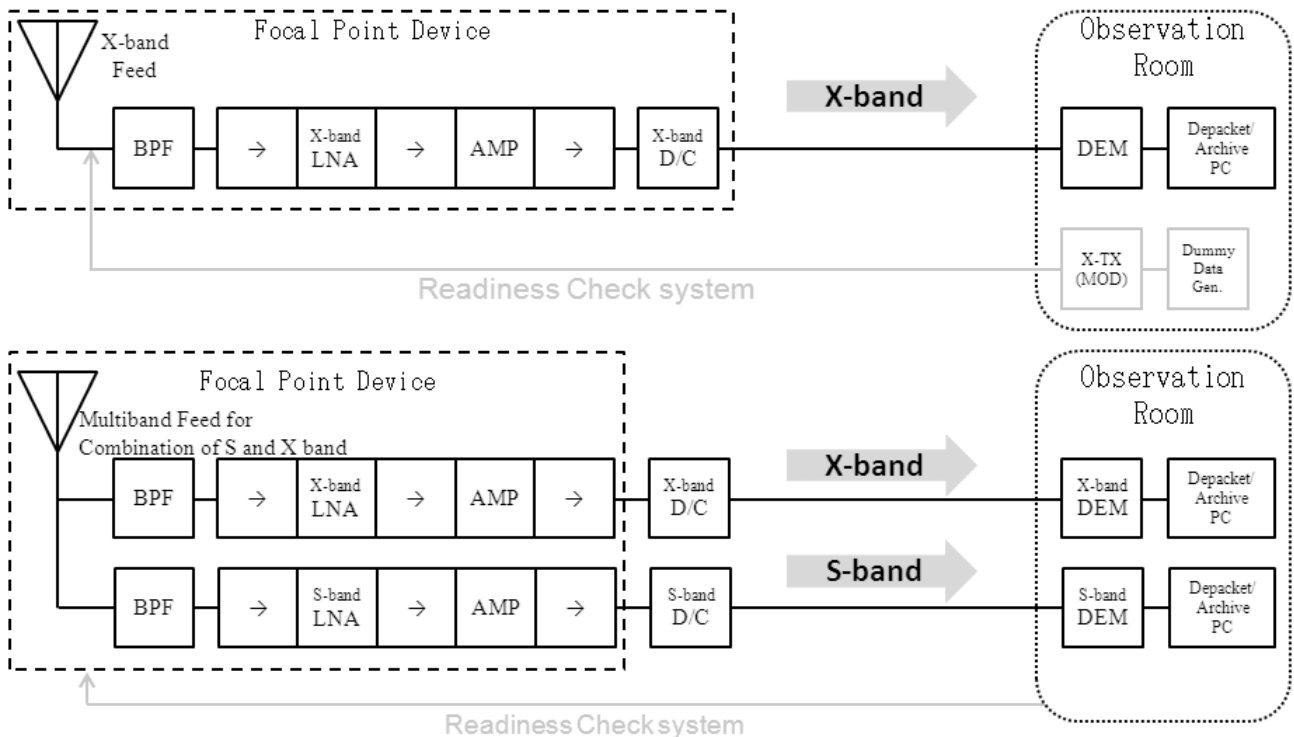 Focal Point Device
X-band
Feed
BPF
→
X-band
LNA
→
AMP
→
X-band
D/C
X-band
Observation
Room
DEM
Depacket/
Archive
PC
X-TX
(MOD)
Dummy
Data
Gen.
Readiness Check system
Focal Point Device
Multiband Feed for
Combination of S and X band
BPF
→
X-band
LNA
→
AMP
→
X-band
D/C
X-band
Observation
Room
X-band
DEM
Depacket/
Archive
PC
BPF
→
S-band
LNA
→
AMP
→
S-band
D/C
S-band
S-band
DEM
Depacket/
Archive
PC
Readiness Check system